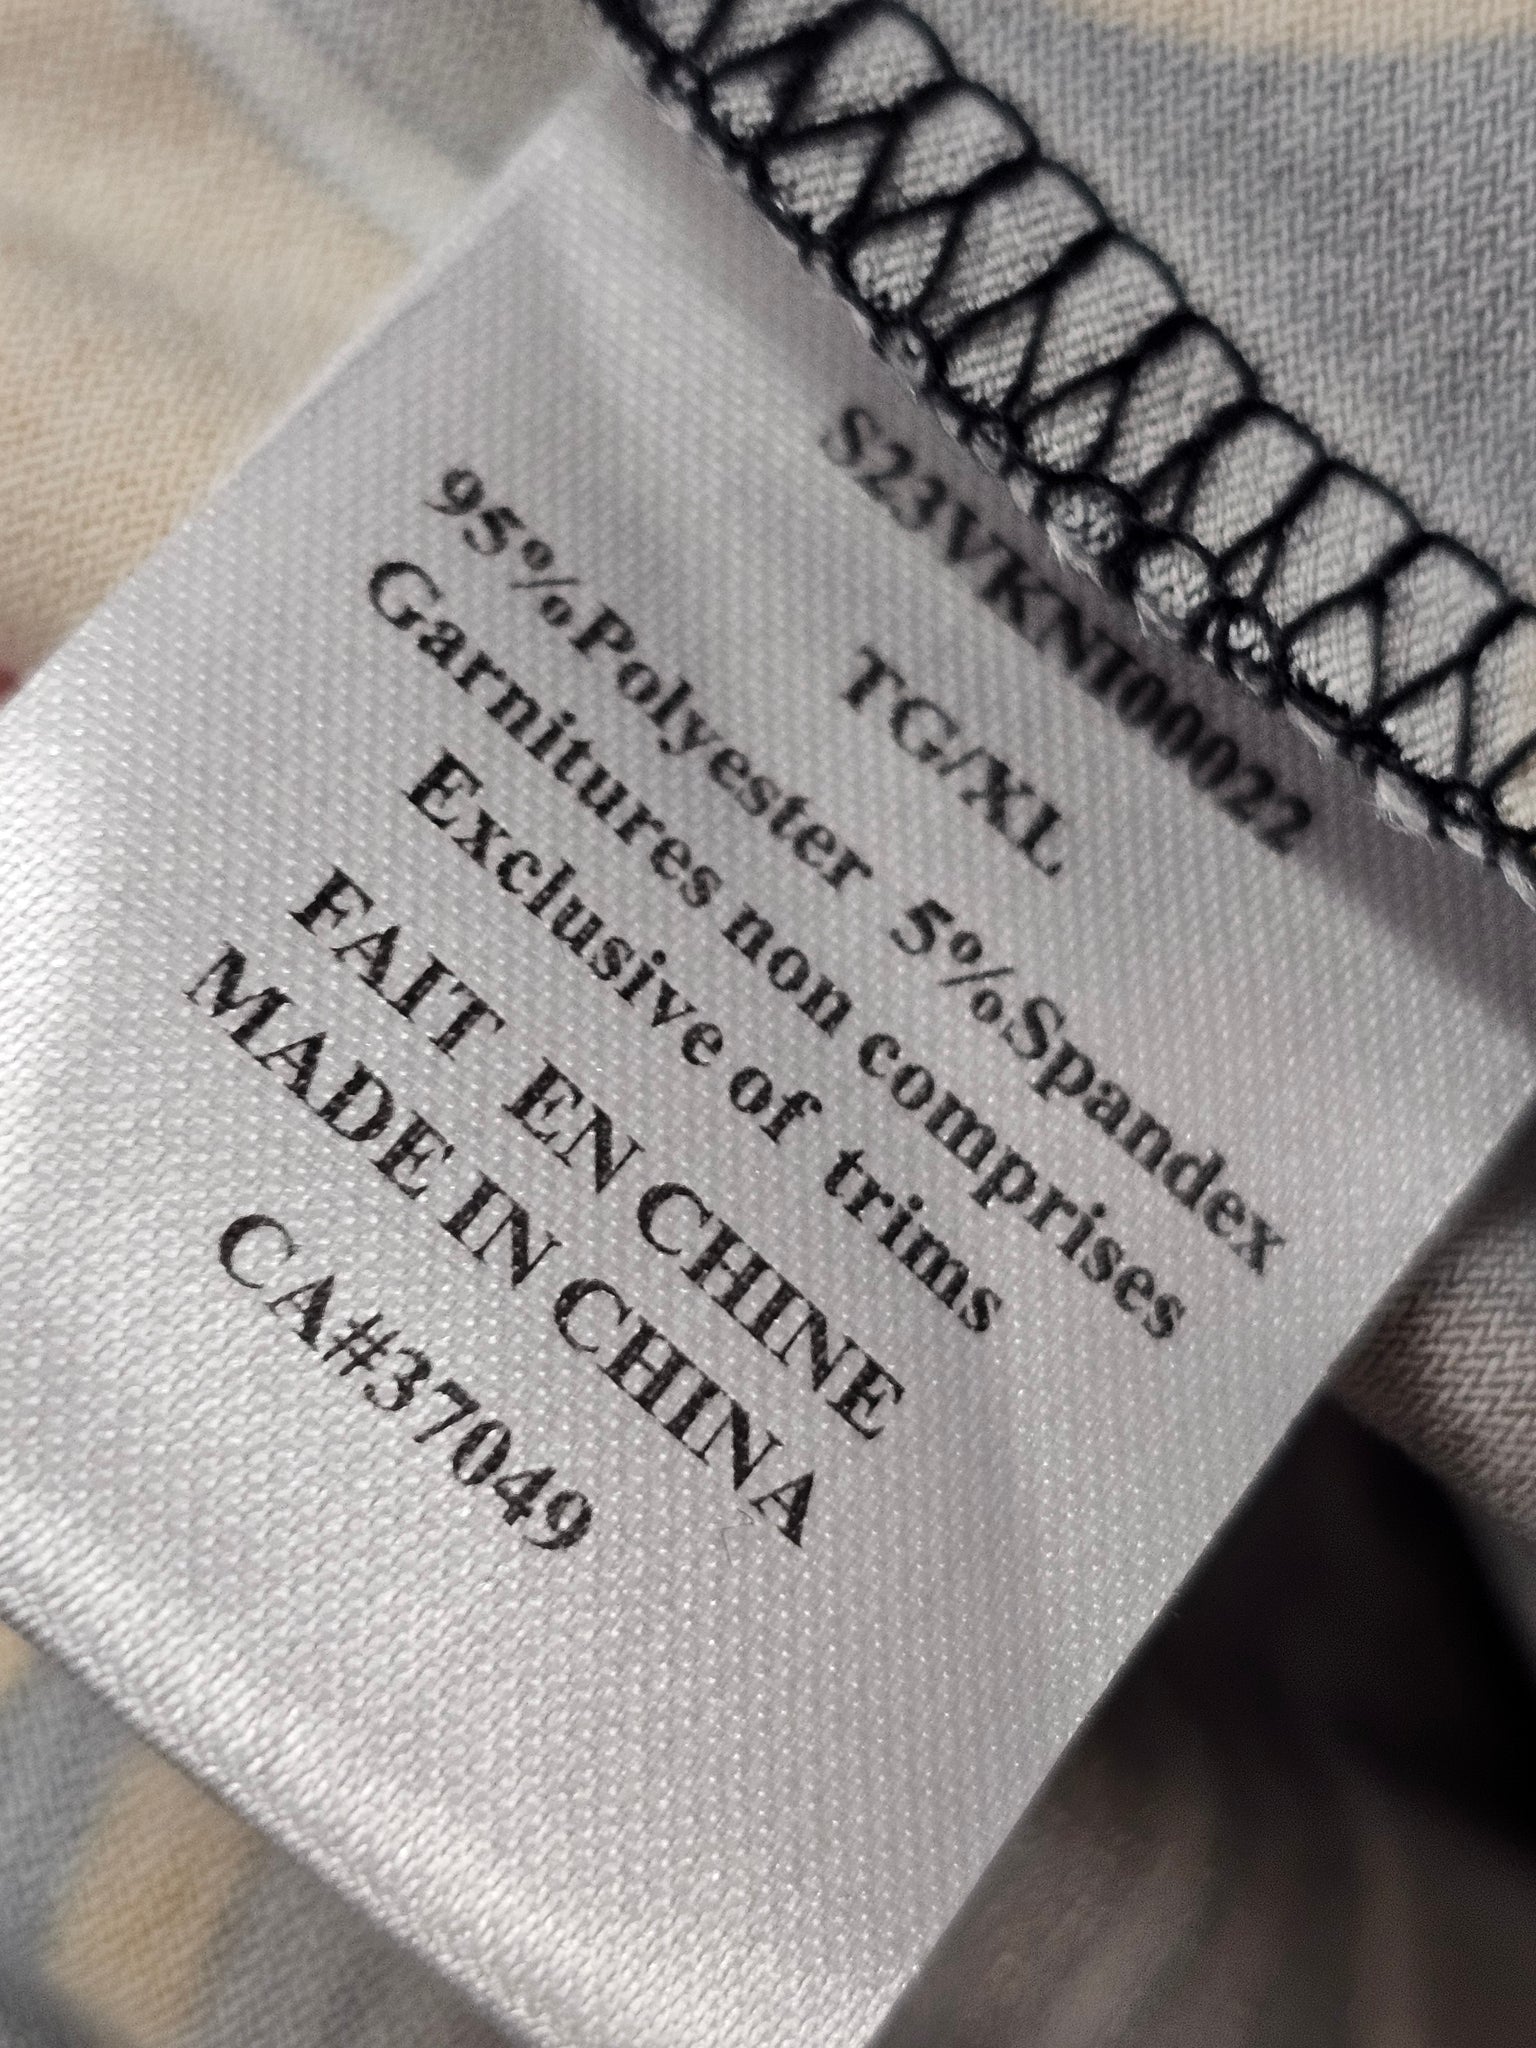 S23VKNT00022
TG/XL
95%Polyester 5%Spandex
Garnitures non comprises
Exclusive of trims
FAIT EN CHINE
MADE IN CHINA
CA#37049